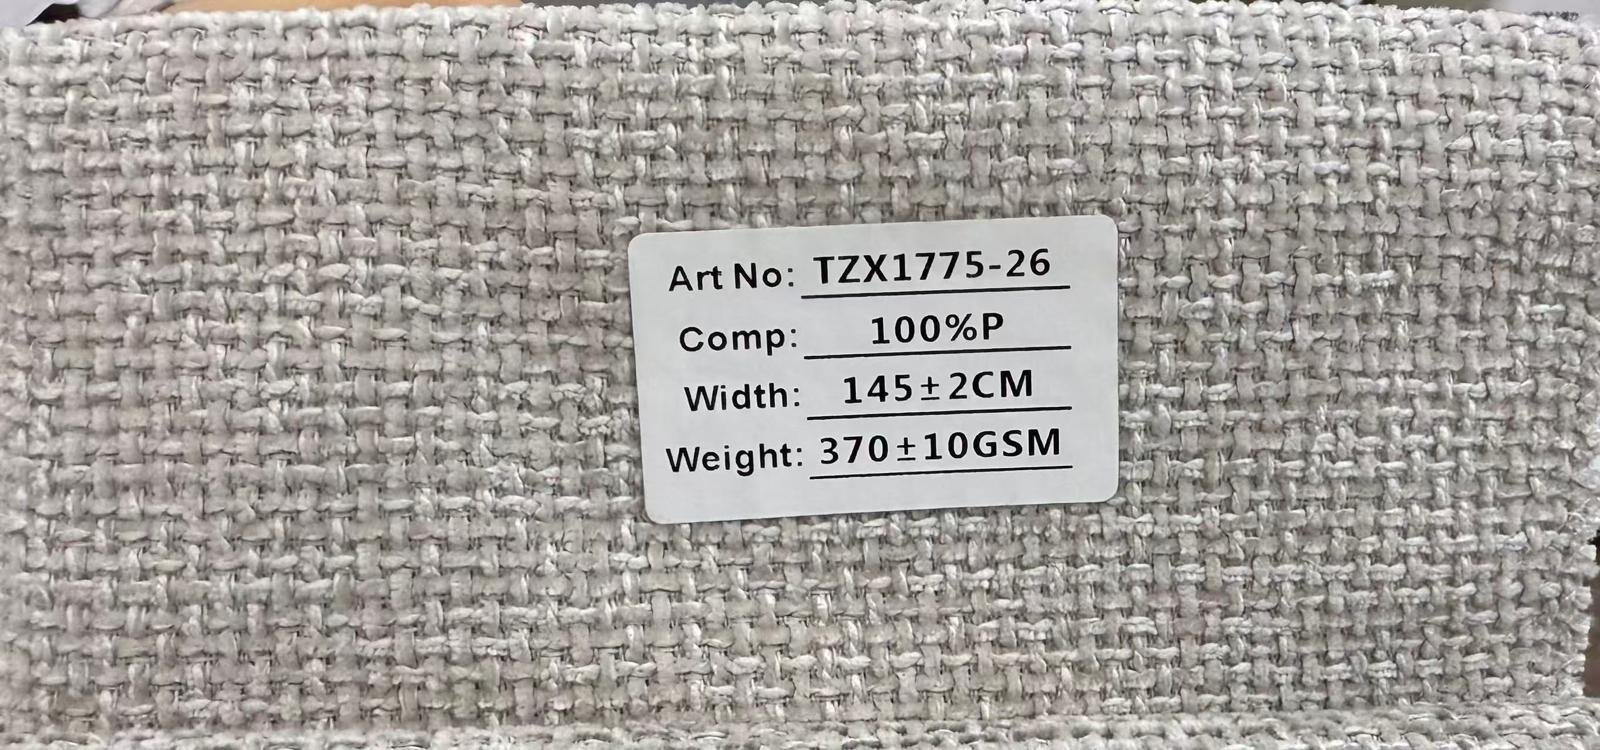 Art No: TZX1775-26
Comp: 100%P
Width: 145±2CM
Weight: 370±10GSM